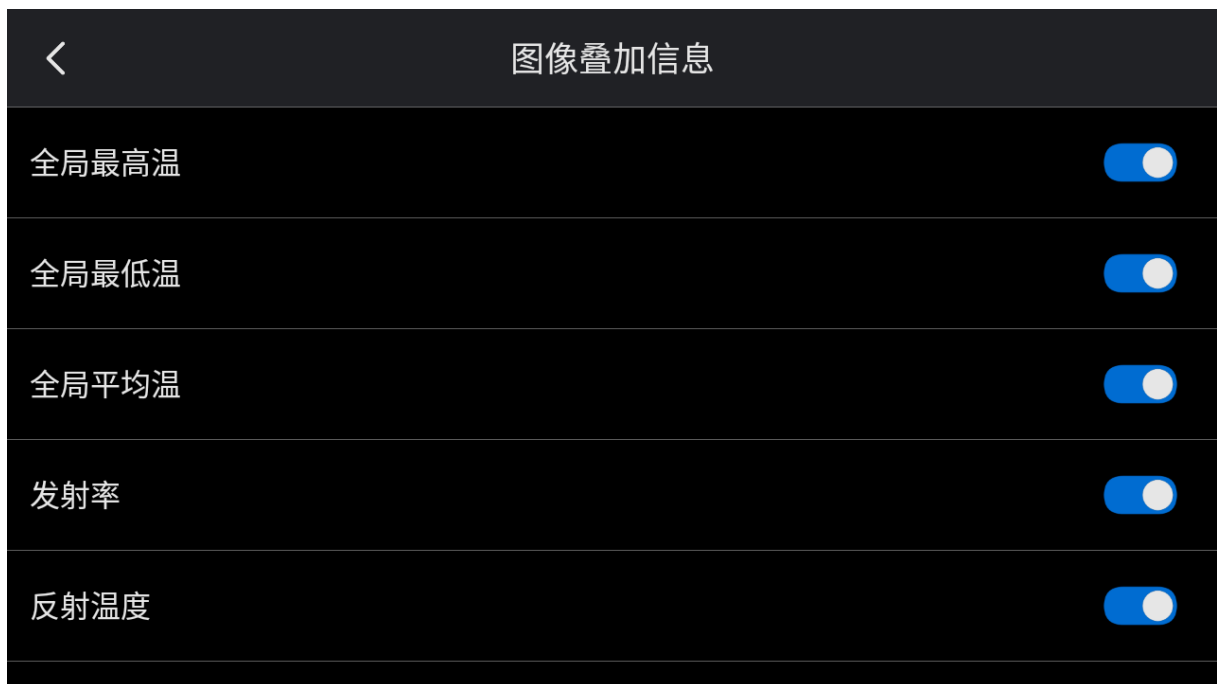 图像叠加信息
全局最高温
全局最低温
全局平均温
发射率
反射温度